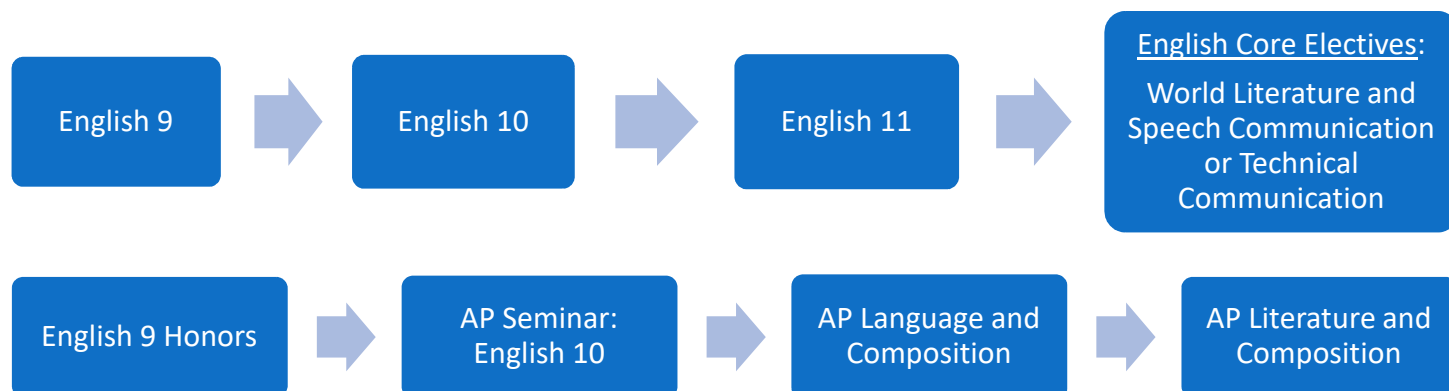 English 9
English 10
English 11
English Core Electives:
World Literature and
Speech Communication
or Technical
Communication
English 9 Honors
AP Seminar:
English 10
AP Language and
Composition
AP Literature and
Composition